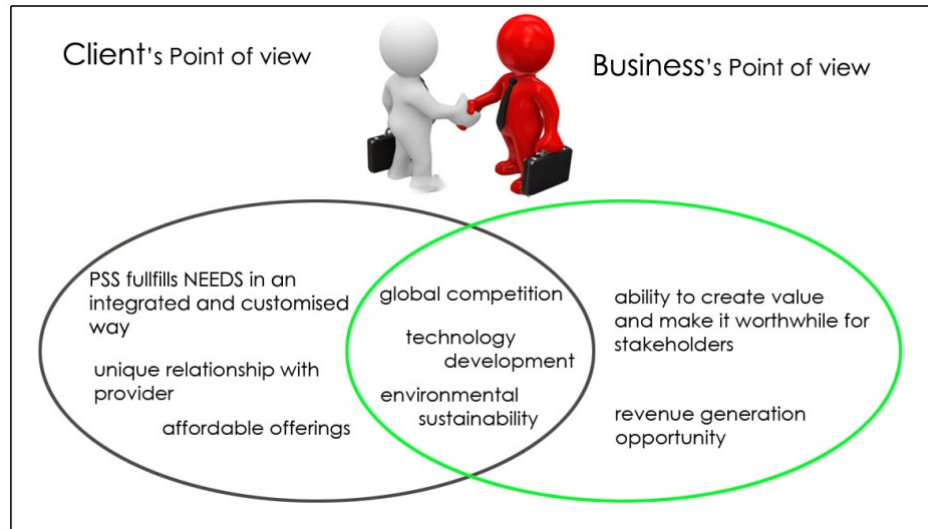 Client's Point of view
Business's Point of view
PSS fullfills NEEDS in an
integrated and customised
way
unique relationship with
provider
affordable offerings
global competition
technology
development
environmental
sustainability
ability to create value
and make it worthwhile for
stakeholders
revenue generation
opportunity